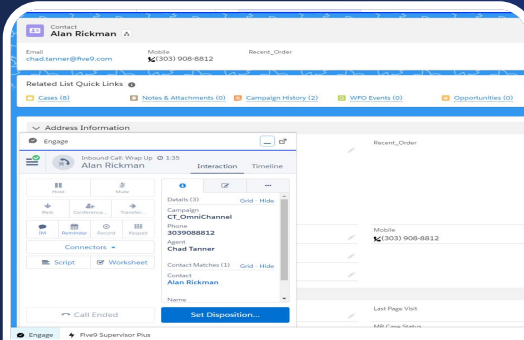 Contact
Alan Rickman
Email
Mobile
Recent_Order
chad.tanner@five9.com
(303) 908-8812
Related List Quick Links
Cases (8)
Notes & Attachments (0)
Campaign History (2)
WFO Events (0)
Opportunities (0)
Address Information
Engage
Recent_Order
Inbound Call: Wrap Up 1:35
Alan Rickman
Interaction
Timeline
Hold
Mute
Park
Conference...
Transfer...
IM
Reminder
Record
Keypad
Connectors
Script
Worksheet
Call Ended
Details (3)
Grid · Hide
Campaign
CT_OmniChannel
Phone
3039088812
Agent
Chad Tanner
Contact Matches (1)
Grid · Hide
Contact
Alan Rickman
Name
Set Disposition...
Mobile
(303) 908-8812
Last Page Visit
MR Case Status
Engage
Five9 Supervisor Plus